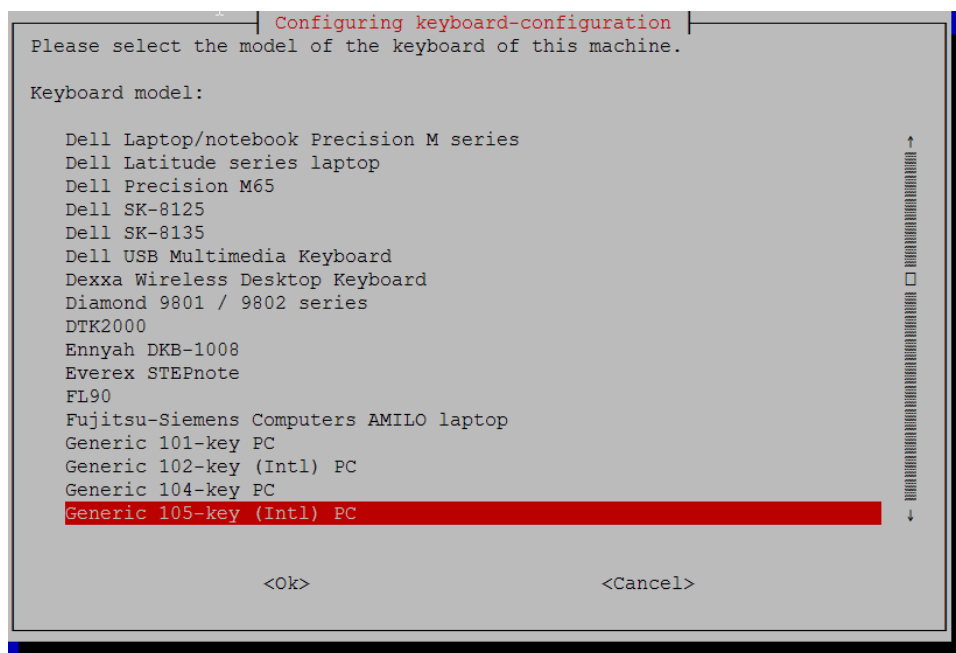 Configuring keyboard-configuration
Please select the model of the keyboard of this machine.
Keyboard model:
Dell Laptop/notebook Precision M series
Dell Latitude series laptop
Dell Precision M65
Dell SK-8125
Dell SK-8135
Dell USB Multimedia Keyboard
Dexxa Wireless Desktop Keyboard
Diamond 9801 / 9802 series
DTK2000
Ennyah DKB-1008
Everex STEPnote
FL90
Fujitsu-Siemens Computers AMILO laptop
Generic 101-key PC
Generic 102-key (Intl) PC
Generic 104-key PC
Generic 105-key (Intl) PC
<Ok> <Cancel>